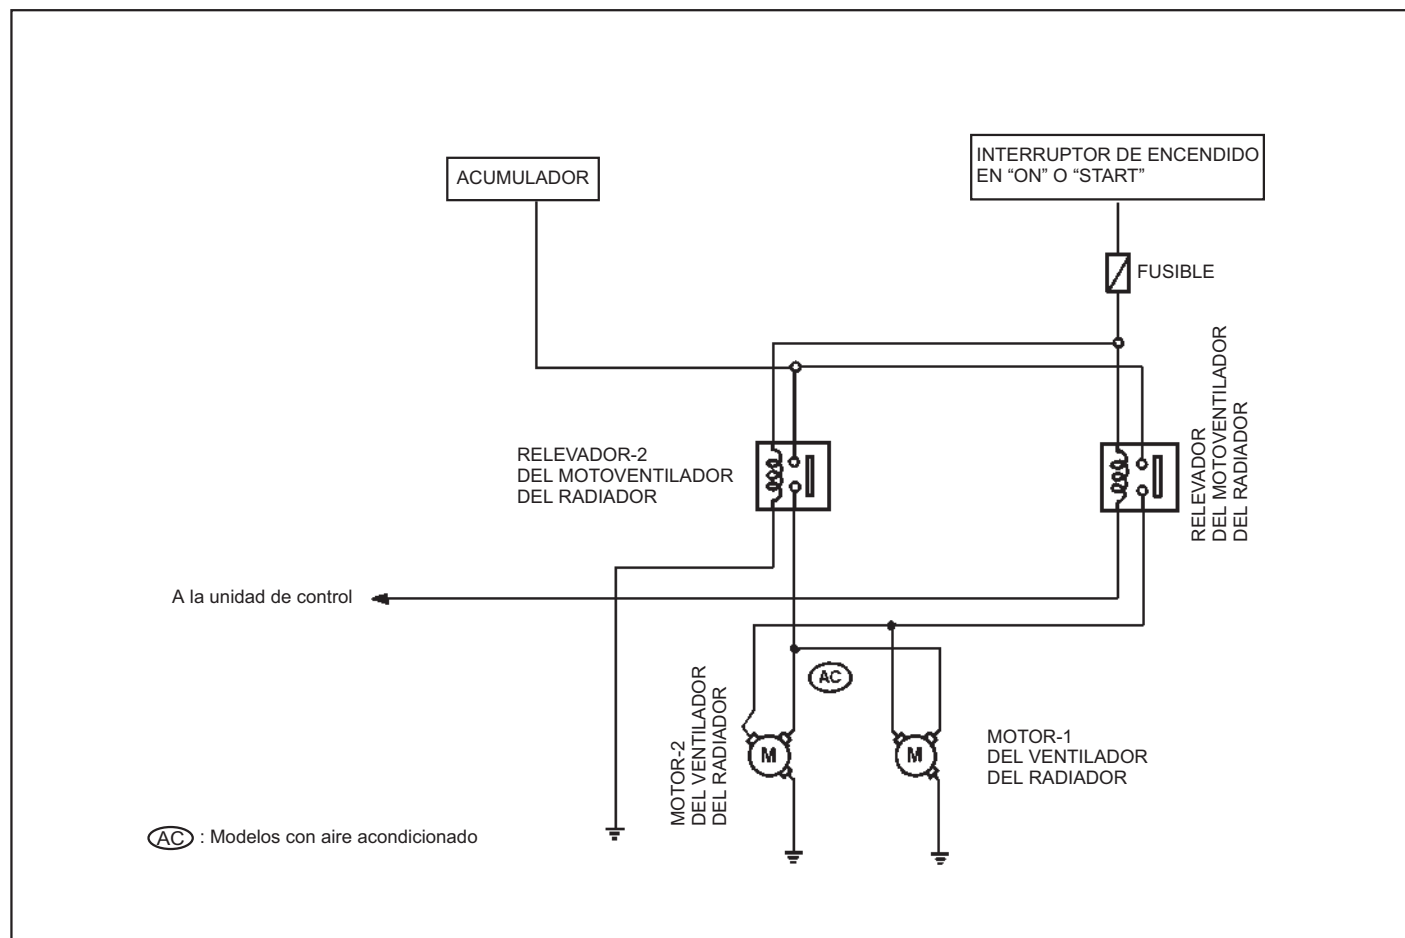 ACUMULADOR
INTERRUPTOR DE ENCENDIDO
EN “ON” O “START”
FUSIBLE
RELEVADOR-2
DEL MOTOVENTILADOR
DEL RADIADOR
RELEVADOR
DEL MOTOVENTILADOR
DEL RADIADOR
A la unidad de control
AC
MOTOR-2
DEL VENTILADOR
DEL RADIADOR
M
M
MOTOR-1
DEL VENTILADOR
DEL RADIADOR
AC : Modelos con aire acondicionado